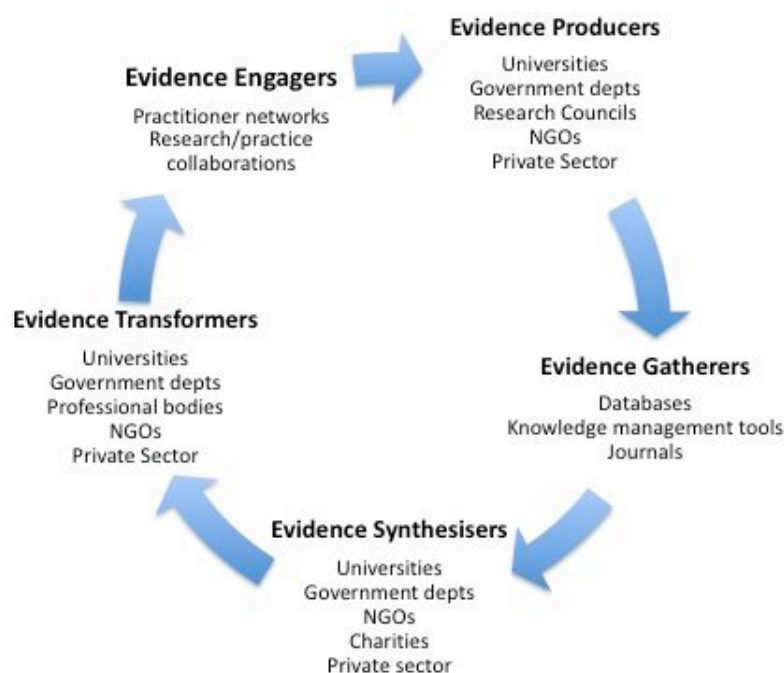 Evidence Producers
Universities
Government depts
Research Councils
NGOs
Private Sector
Evidence Gatherers
Databases
Knowledge management tools
Journals
Evidence Synthesisers
Universities
Government depts
NGOs
Charities
Private sector
Evidence Transformers
Universities
Government depts
Professional bodies
NGOs
Private Sector
Evidence Engagers
Practitioner networks
Research/practice
collaborations